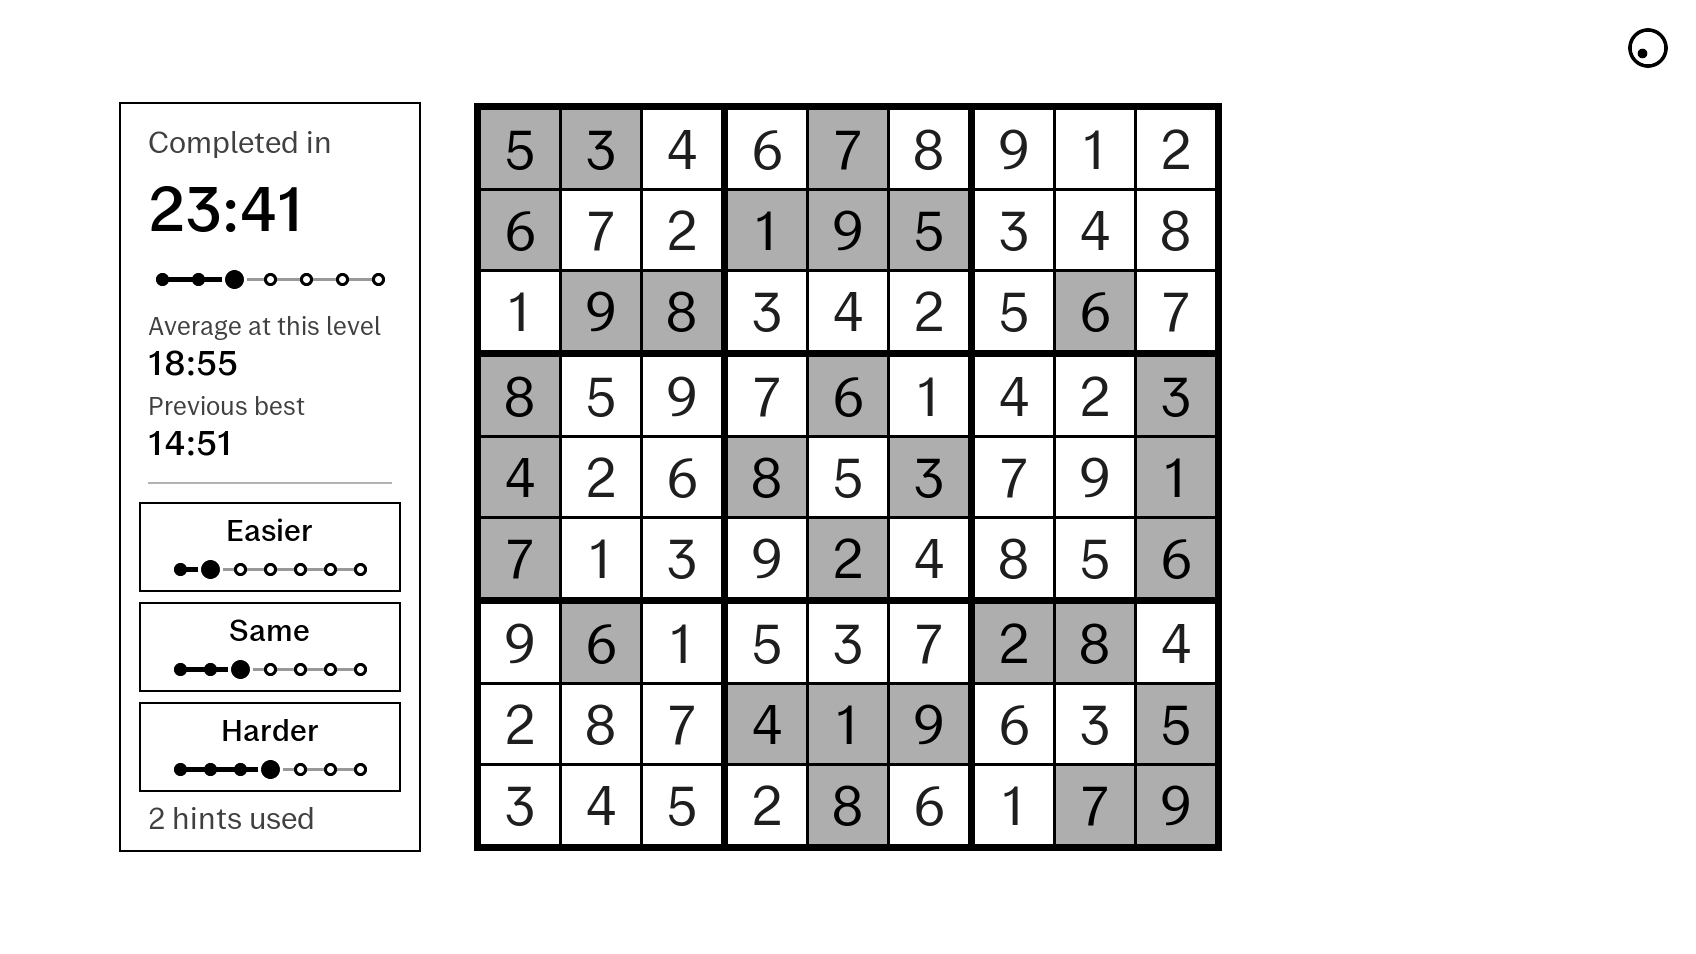 Completed in
23:41
Average at this level
18:55
Previous best
14:51
Easier
Same
Harder
2 hints used
5 3 4 6 7 8 9 1 2
6 7 2 1 9 5 3 4 8
1 9 8 3 4 2 5 6 7
8 5 9 7 6 1 4 2 3
4 2 6 8 5 3 7 9 1
7 1 3 9 2 4 8 5 6
9 6 1 5 3 7 2 8 4
2 8 7 4 1 9 6 3 5
3 4 5 2 8 6 1 7 9